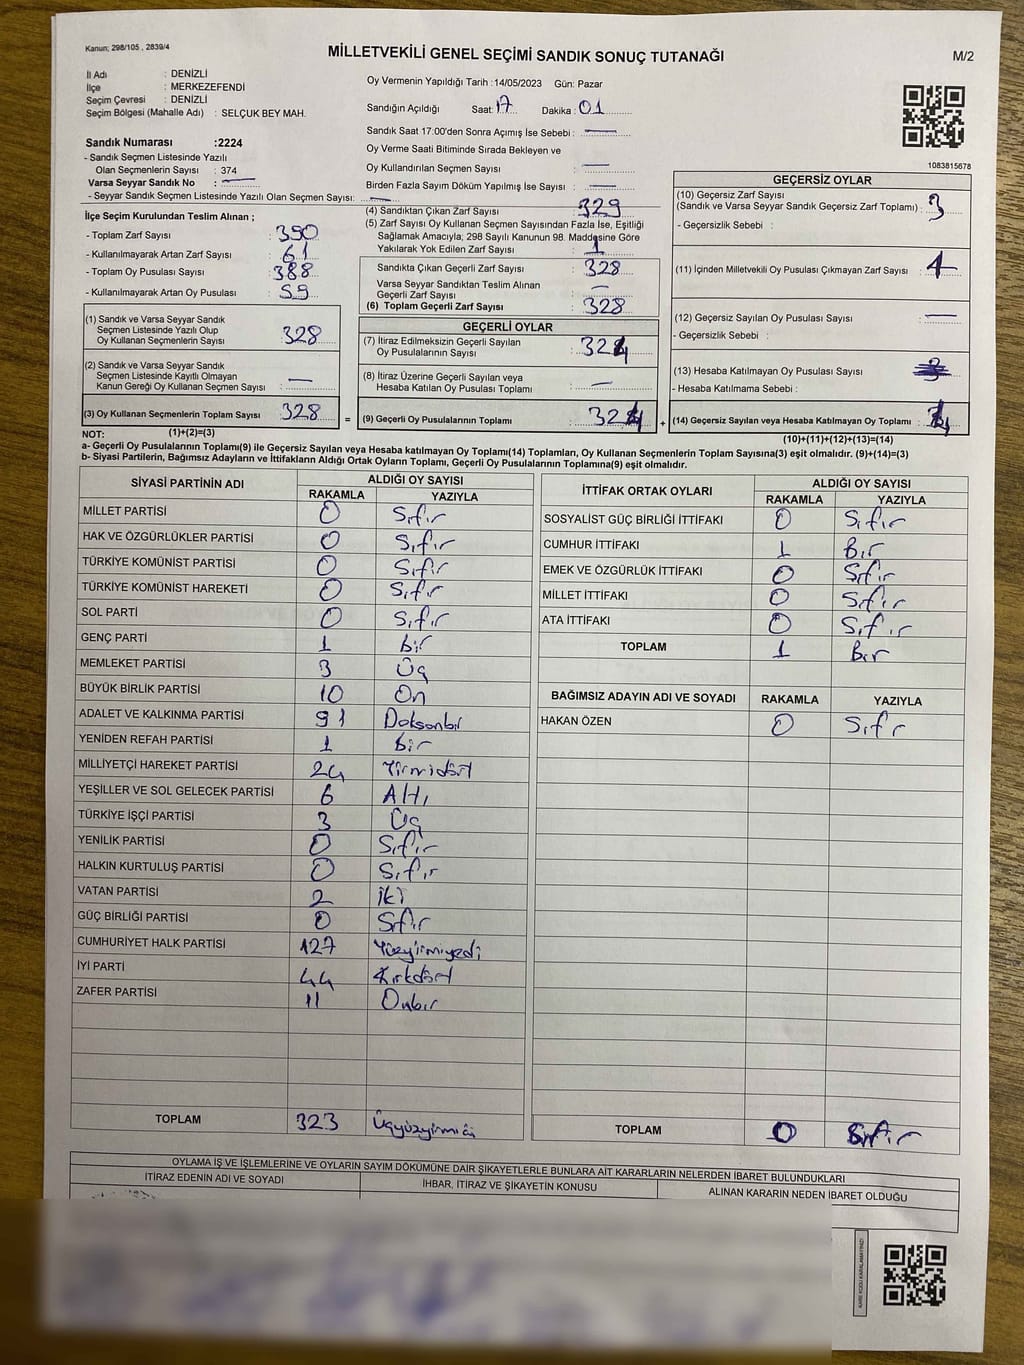 Kanun; 298/105 , 2839/4
MİLLETVEKİLİ GENEL SEÇİMİ SANDIK SONUÇ TUTANAĞI
M/2
İl Adı : DENİZLİ
İlçe : MERKEZEFENDİ
Seçim Çevresi : DENİZLİ
Seçim Bölgesi (Mahalle Adı) : SELÇUK BEY MAH.
Sandık Numarası :2224
- Sandık Seçmen Listesinde Yazılı
Olan Seçmenlerin Sayısı : 374
Varsa Seyyar Sandık No : —
- Seyyar Sandık Seçmen Listesinde Yazılı Olan Seçmen Sayısı: —
Oy Vermenin Yapıldığı Tarih :14/05/2023 Gün: Pazar
Sandığın Açıldığı Saat: 17 Dakika : 01
Sandık Saat 17:00'den Sonra Açımış İse Sebebi : —
Oy Verme Saati Bitiminde Sırada Bekleyen ve
Oy Kullandırılan Seçmen Sayısı : —
Birden Fazla Sayım Döküm Yapılmış İse Sayısı : —
1083815678
İlçe Seçim Kurulundan Teslim Alınan ;
- Toplam Zarf Sayısı : 390
- Kullanılmayarak Artan Zarf Sayısı : 61
- Toplam Oy Pusulası Sayısı : 388
- Kullanılmayarak Artan Oy Pusulası : 59
(4) Sandıktan Çıkan Zarf Sayısı : 329
(5) Zarf Sayısı Oy Kullanan Seçmen Sayısından Fazla İse, Eşitliği
Sağlamak Amacıyla, 298 Sayılı Kanunun 98. Maddesine Göre
Yakılarak Yok Edilen Zarf Sayısı : 1
Sandıkta Çıkan Geçerli Zarf Sayısı : 328
Varsa Seyyar Sandıktan Teslim Alınan
Geçerli Zarf Sayısı : —
(6) Toplam Geçerli Zarf Sayısı : 328
GEÇERSİZ OYLAR
(10) Geçersiz Zarf Sayısı
(Sandık ve Varsa Seyyar Sandık Geçersiz Zarf Toplamı) : 3
- Geçersizlik Sebebi :
(11) İçinden Milletvekili Oy Pusulası Çıkmayan Zarf Sayısı : 1
(12) Geçersiz Sayılan Oy Pusulası Sayısı : —
- Geçersizlik Sebebi :
(13) Hesaba Katılmayan Oy Pusulası Sayısı :
- Hesaba Katılmama Sebebi :
(14) Geçersiz Sayılan veya Hesaba Katılmayan Oy Toplamı : 4
(1) Sandık ve Varsa Seyyar Sandık
Seçmen Listesinde Yazılı Olup
Oy Kullanan Seçmenlerin Sayısı : 328
(2) Sandık ve Varsa Seyyar Sandık
Seçmen Listesinde Kayıtlı Olmayan
Kanun Gereği Oy Kullanan Seçmen Sayısı : —
(3) Oy Kullanan Seçmenlerin Toplam Sayısı 328 =
GEÇERLİ OYLAR
(7) İtiraz Edilmeksizin Geçerli Sayılan
Oy Pusulalarının Sayısı : 324
(8) İtiraz Üzerine Geçerli Sayılan veya
Hesaba Katılan Oy Pusulası Toplamı : —
(9) Geçerli Oy Pusulalarının Toplamı : 324 +
NOT: (1)+(2)=(3)
(10)+(11)+(12)+(13)=(14)
a- Geçerli Oy Pusulalarının Toplamı(9) ile Geçersiz Sayılan veya Hesaba katılmayan Oy Toplamı(14) Toplamları, Oy Kullanan Seçmenlerin Toplam Sayısına(3) eşit olmalıdır. (9)+(14)=(3)
b- Siyasi Partilerin, Bağımsız Adayların ve İttifakların Aldığı Ortak Oyların Toplamı, Geçerli Oy Pusulalarının Toplamına(9) eşit olmalıdır.
SİYASİ PARTİNİN ADI ALDIĞI OY SAYISI
RAKAMLA YAZIYLA
MİLLET PARTİSİ 0 Sıfır
HAK VE ÖZGÜRLÜKLER PARTİSİ 0 Sıfır
TÜRKİYE KOMÜNİST PARTİSİ 0 Sıfır
TÜRKİYE KOMÜNİST HAREKETİ 0 Sıfır
SOL PARTİ 0 Sıfır
GENÇ PARTİ 1 bir
MEMLEKET PARTİSİ 3 Üç
BÜYÜK BİRLİK PARTİSİ 10 On
ADALET VE KALKINMA PARTİSİ 91 Doksanbir
YENİDEN REFAH PARTİSİ 1 bir
MİLLİYETÇİ HAREKET PARTİSİ 24 Yirmidört
YEŞİLLER VE SOL GELECEK PARTİSİ 6 Altı
TÜRKİYE İŞÇİ PARTİSİ 3 Üç
YENİLİK PARTİSİ 0 Sıfır
HALKIN KURTULUŞ PARTİSİ 0 Sıfır
VATAN PARTİSİ 2 iki
GÜÇ BİRLİĞİ PARTİSİ 0 Sıfır
CUMHURİYET HALK PARTİSİ 127 Yüzyirmiyedi
İYİ PARTİ 44 Kırkdört
ZAFER PARTİSİ 11 Onbir
TOPLAM 323
İTTİFAK ORTAK OYLARI ALDIĞI OY SAYISI
RAKAMLA YAZIYLA
SOSYALİST GÜÇ BİRLİĞİ İTTİFAKI 0 Sıfır
CUMHUR İTTİFAKI 1 Bir
EMEK VE ÖZGÜRLÜK İTTİFAKI 0 Sıfır
MİLLET İTTİFAKI 0 Sıfır
ATA İTTİFAKI 0 Sıfır
TOPLAM 1 Bir
BAĞIMSIZ ADAYIN ADI VE SOYADI RAKAMLA YAZIYLA
HAKAN ÖZEN 0 Sıfır
TOPLAM 0 Sıfır
OYLAMA İŞ VE İŞLEMLERİNE VE OYLARIN SAYIM DÖKÜMÜNE DAİR ŞİKAYETLERLE BUNLARA AİT KARARLARIN NELERDEN İBARET BULUNDUKLARI
İTİRAZ EDENİN ADI VE SOYADI
İHBAR, İTİRAZ VE ŞİKAYETİN KONUSU
ALINAN KARARIN NEDEN İBARET OLDUĞU